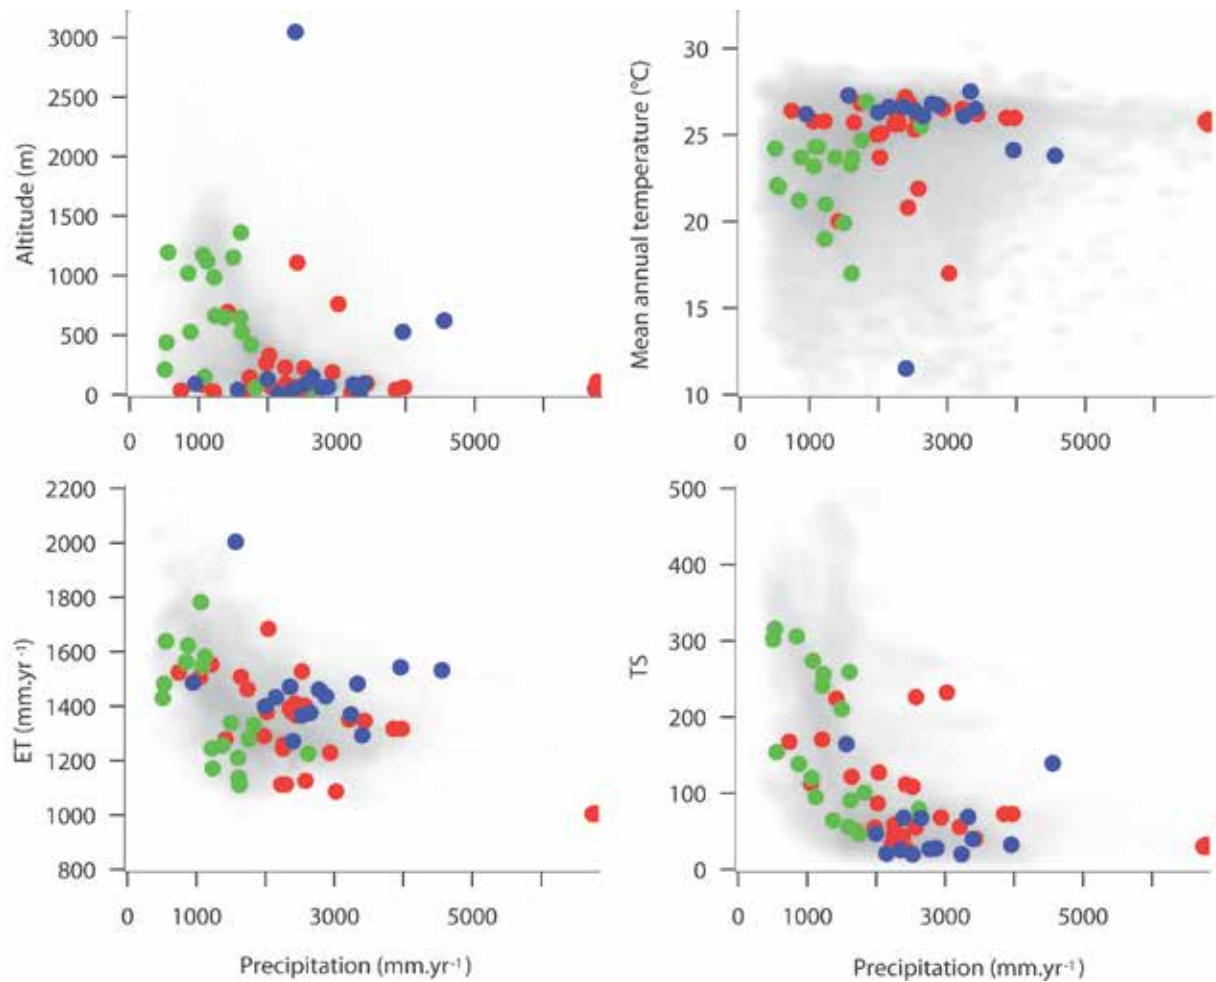 3000
2500
2000
1500
1000
500
0
Altitude (m)
0 1000 3000 5000
30
25
20
15
10
Mean annual temperature (°C)
0 1000 3000 5000
2200
2000
1800
1600
1400
1200
1000
800
ET (mm.yr⁻¹)
0 1000 3000 5000
Precipitation (mm.yr⁻¹)
500
400
300
200
100
0
TS
0 1000 3000 5000
Precipitation (mm.yr⁻¹)